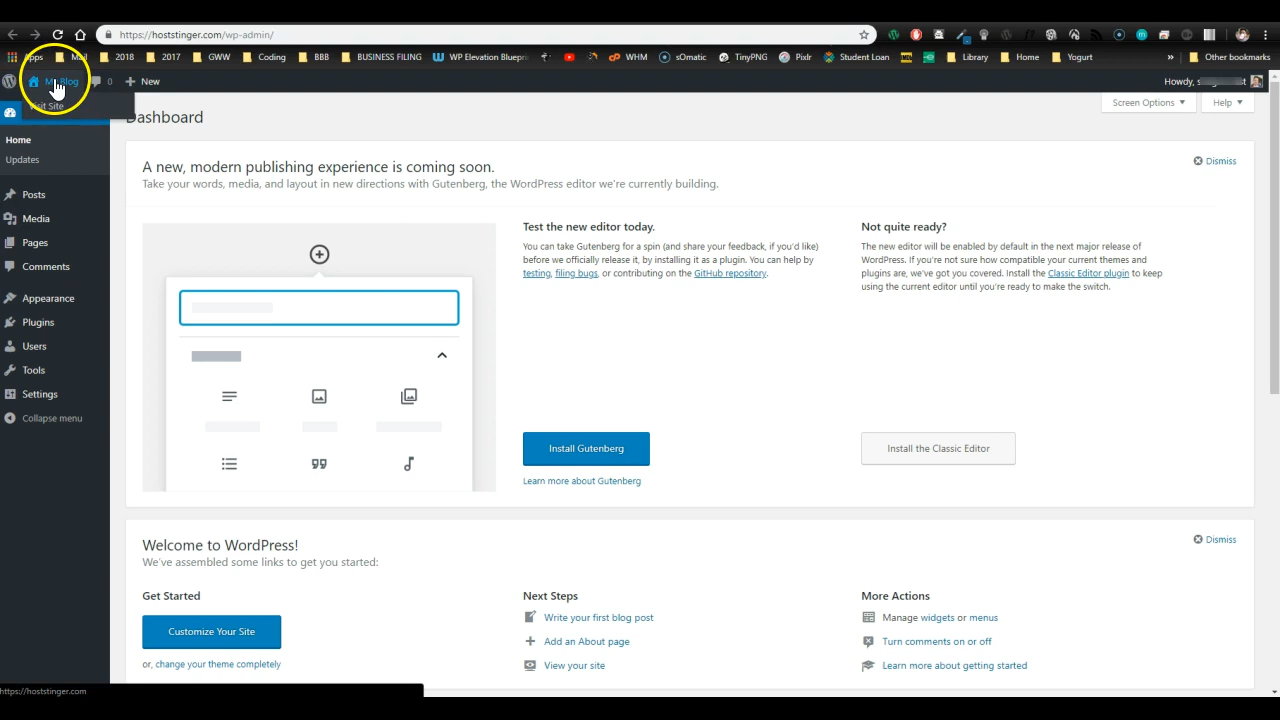 https://hoststinger.com/wp-admin/
Apps Mail 2018 2017 GWW Coding BBB BUSINESS FILING WP Elevation Blueprin WHM sOmatic TinyPNG Pixlr Student Loan Library Home Yogurt » Other bookmarks
My Blog 0 New Howdy,
Visit Site
Screen Options Help
Dashboard
Home
Updates
Posts
Media
Pages
Comments
Appearance
Plugins
Users
Tools
Settings
Collapse menu
A new, modern publishing experience is coming soon.
Dismiss
Take your words, media, and layout in new directions with Gutenberg, the WordPress editor we're currently building.
Test the new editor today.
You can take Gutenberg for a spin (and share your feedback, if you'd like)
before we officially release it, by installing it as a plugin. You can help by
testing, filing bugs, or contributing on the GitHub repository.
Install Gutenberg
Learn more about Gutenberg
Not quite ready?
The new editor will be enabled by default in the next major release of
WordPress. If you're not sure how compatible your current themes and
plugins are, we've got you covered. Install the Classic Editor plugin to keep
using the current editor until you're ready to make the switch.
Install the Classic Editor
Welcome to WordPress!
Dismiss
We've assembled some links to get you started:
Get Started
Customize Your Site
or, change your theme completely
Next Steps
Write your first blog post
Add an About page
View your site
More Actions
Manage widgets or menus
Turn comments on or off
Learn more about getting started
https://hoststinger.com